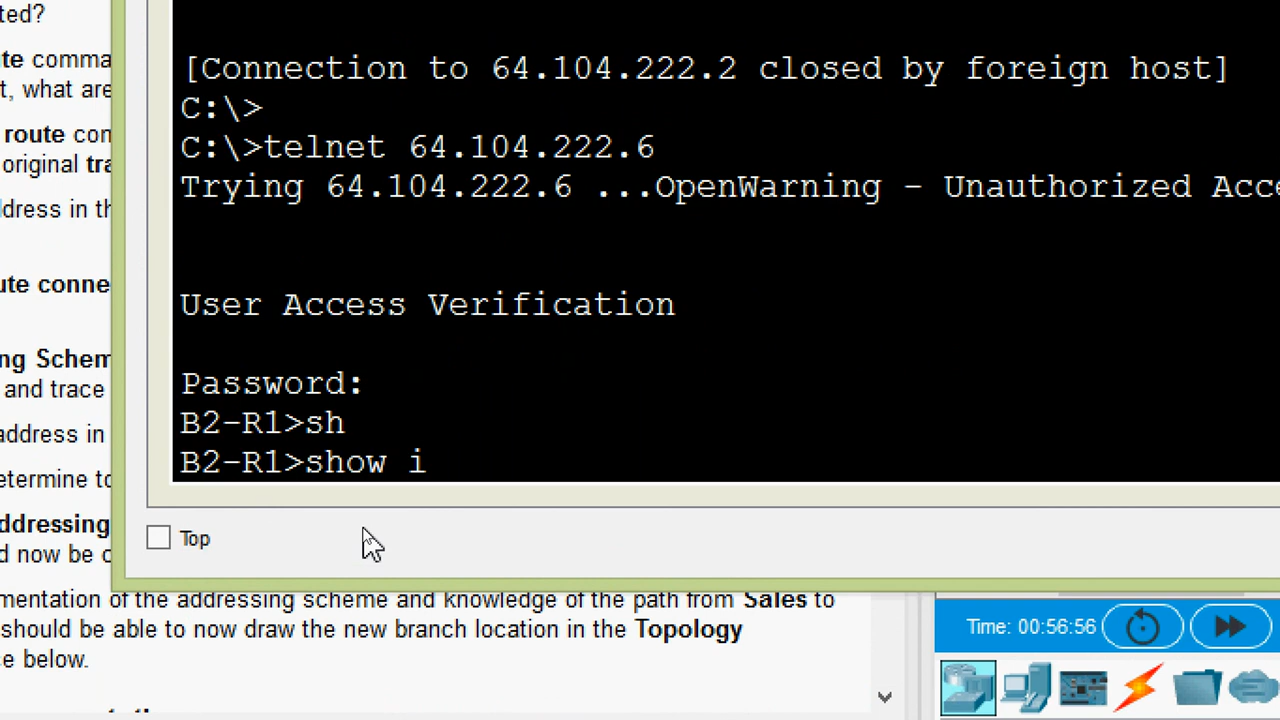 ted?
ute comma
t, what are
route con
original tra
ddress in th
ute conne
ng Schem
and trace
address in
etermine to
ddressing
d now be c
[Connection to 64.104.222.2 closed by foreign host]
C:\>
C:\>telnet 64.104.222.6
Trying 64.104.222.6 ...OpenWarning - Unauthorized Acce
User Access Verification
Password:
B2-R1>sh
B2-R1>show i
Top
mentation of the addressing scheme and knowledge of the path from Sales to
should be able to now draw the new branch location in the Topology
ce below.
Time: 00:56:56